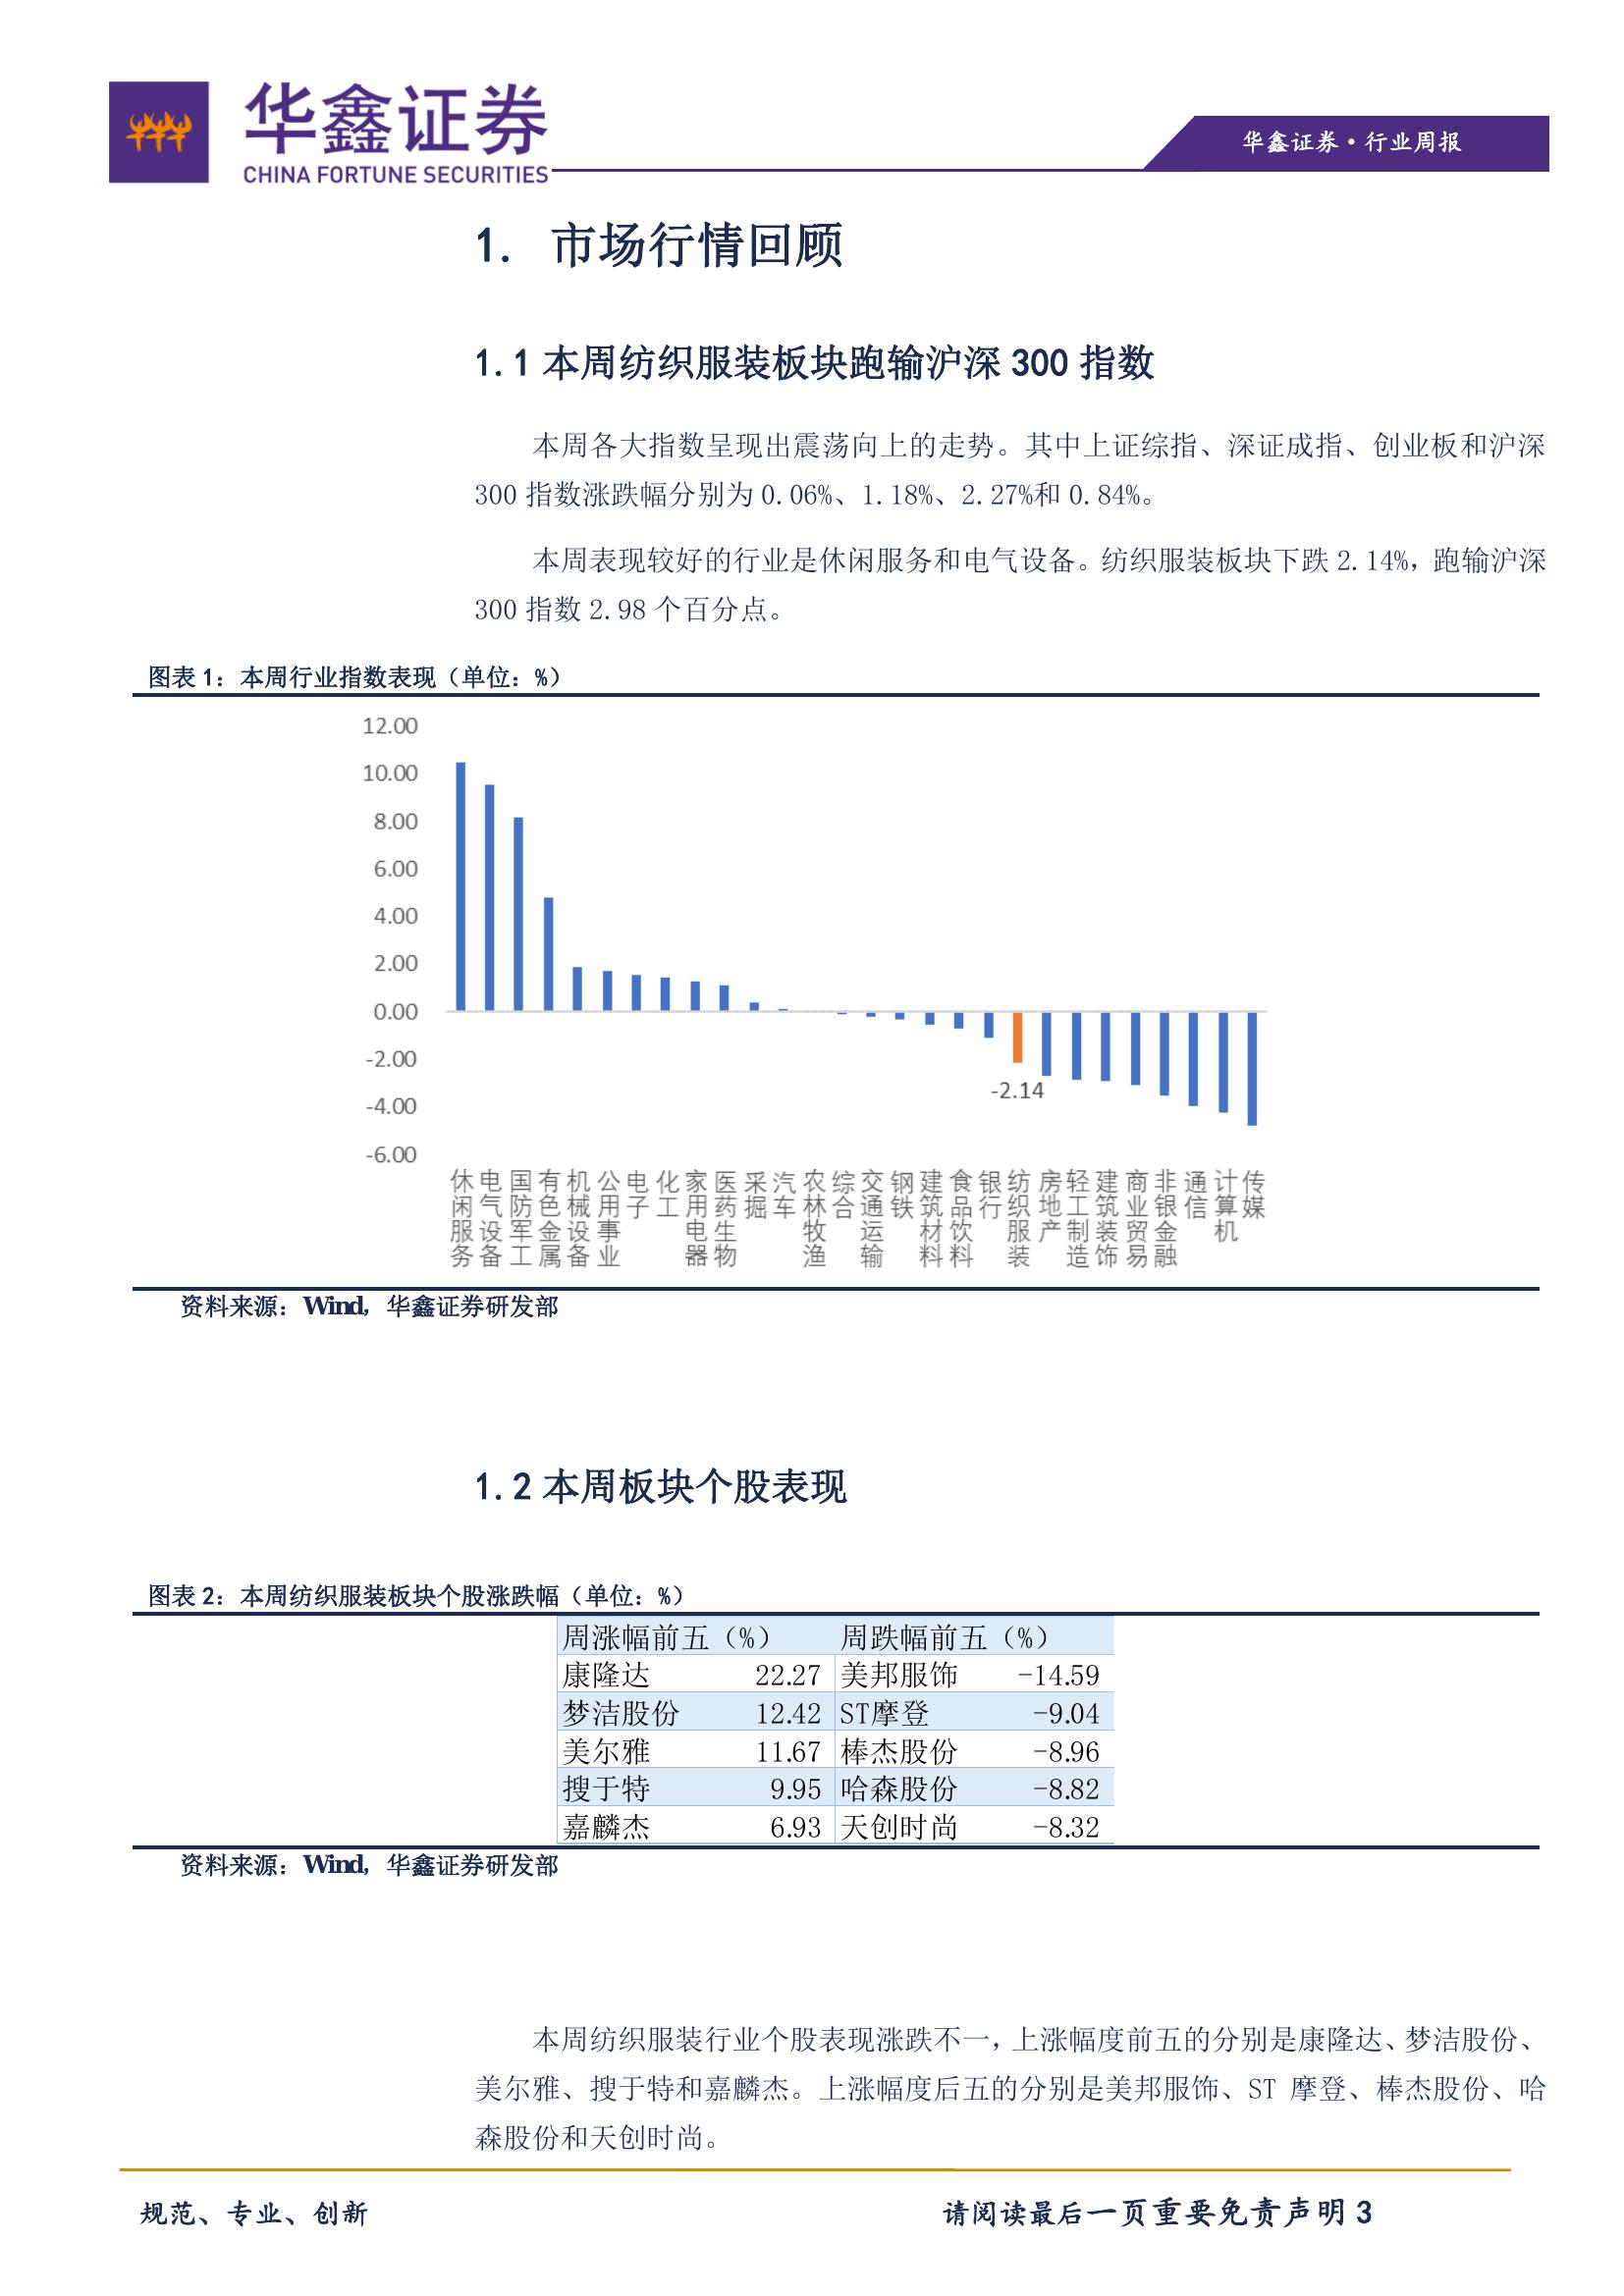 华鑫证券
CHINA FORTUNE SECURITIES
华鑫证券·行业周报
1. 市场行情回顾
1.1 本周纺织服装板块跑输沪深 300 指数
本周各大指数呈现出震荡向上的走势。其中上证综指、深证成指、创业板和沪深
300 指数涨跌幅分别为 0.06%、1.18%、2.27%和 0.84%。
本周表现较好的行业是休闲服务和电气设备。纺织服装板块下跌 2.14%，跑输沪深
300 指数 2.98 个百分点。
图表 1：本周行业指数表现（单位：%）
12.00
10.00
8.00
6.00
4.00
2.00
0.00
-2.00
-4.00
-6.00
-2.14
休闲服务
电气设备
国防军工
有色金属
机械设备
公用事业
电子
化工
家用电器
医药生物
采掘
汽车
农林牧渔
综合
交通运输
钢铁
建筑材料
食品饮料
银行
纺织服装
房地产
轻工制造
建筑装饰
商业贸易
非银金融
通信
计算机
传媒
资料来源：Wind，华鑫证券研发部
1.2 本周板块个股表现
图表 2：本周纺织服装板块个股涨跌幅（单位：%）
周涨幅前五（%） 周跌幅前五（%）
康隆达 22.27 美邦服饰 -14.59
梦洁股份 12.42 ST摩登 -9.04
美尔雅 11.67 棒杰股份 -8.96
搜于特 9.95 哈森股份 -8.82
嘉麟杰 6.93 天创时尚 -8.32
资料来源：Wind，华鑫证券研发部
本周纺织服装行业个股表现涨跌不一，上涨幅度前五的分别是康隆达、梦洁股份、
美尔雅、搜于特和嘉麟杰。上涨幅度后五的分别是美邦服饰、ST 摩登、棒杰股份、哈
森股份和天创时尚。
规范、专业、创新
请阅读最后一页重要免责声明 3